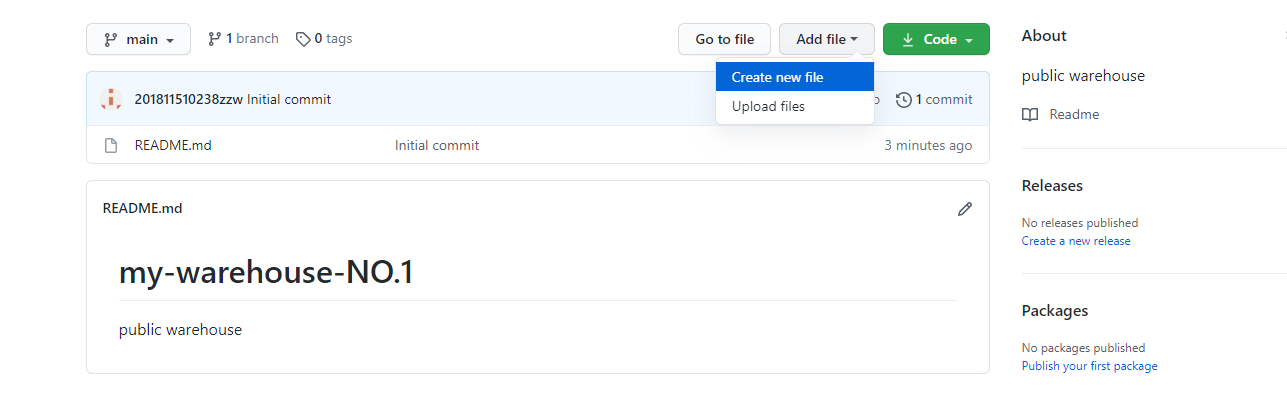 main 1 branch 0 tags Go to file Add file Code
Create new file
Upload files
201811510238zzw Initial commit 1 commit
README.md Initial commit 3 minutes ago
README.md
my-warehouse-NO.1
public warehouse
About
public warehouse
Readme
Releases
No releases published
Create a new release
Packages
No packages published
Publish your first package